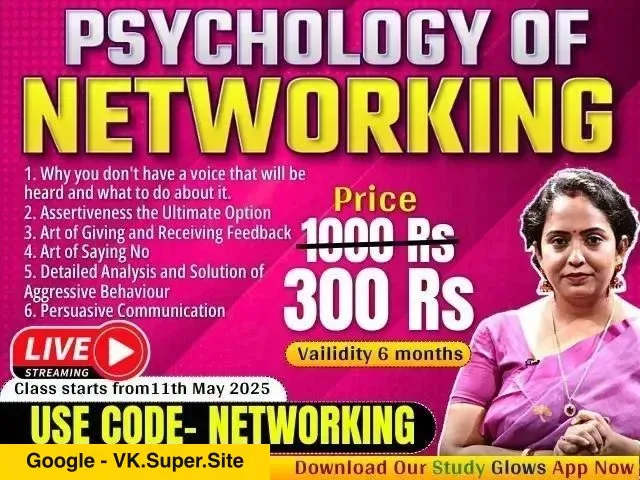 PSYCHOLOGY OF
NETWORKING
1. Why you don't have a voice that will be
heard and what to do about it.
2. Assertiveness the Ultimate Option
3. Art of Giving and Receiving Feedback
4. Art of Saying No
5. Detailed Analysis and Solution of
Aggressive Behaviour
6. Persuasive Communication
Price
1000 Rs
300 Rs
Vailidity 6 months
LIVE
STREAMING
Class starts from11th May 2025
USE CODE- NETWORKING
Google - VK.Super.Site
Download Our Study Glows App Now